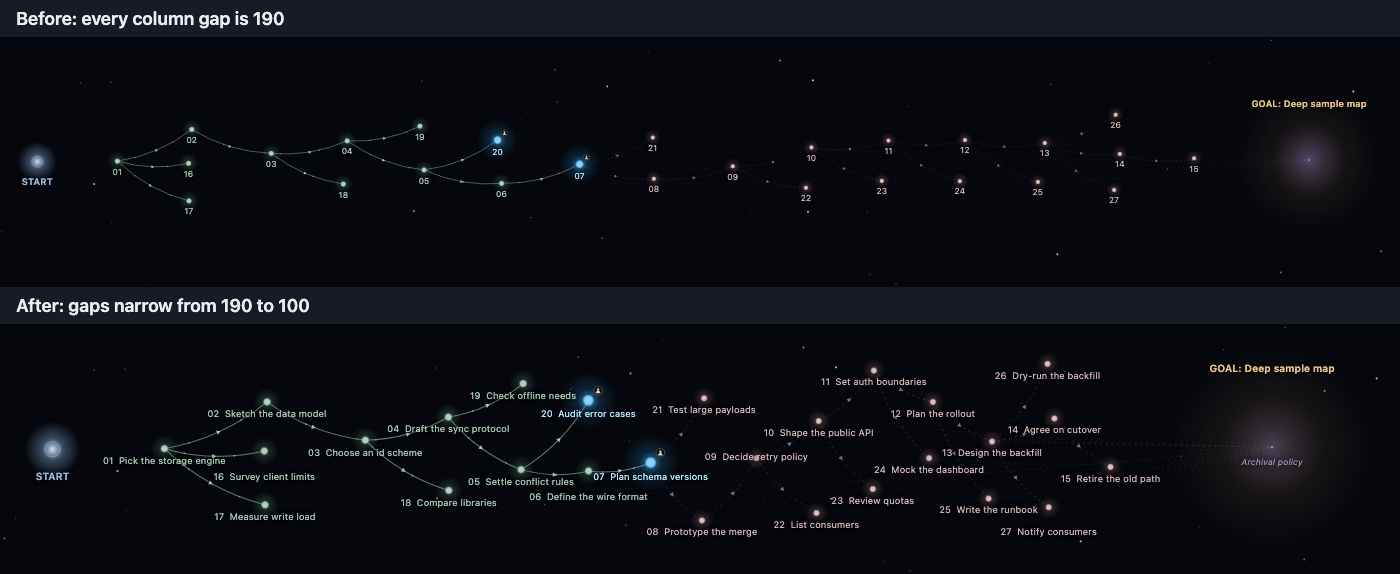 Before: every column gap is 190
GOAL: Deep sample map
26
19
02
04
20
21
11
12
13
10
14
01
16
03
05
07
09
15
START
18
06
08
22
23
24
25
27
17
After: gaps narrow from 190 to 100
GOAL: Deep sample map
26 Dry-run the backfill
11 Set auth boundaries
19 Check offline needs
02 Sketch the data model
20 Audit error cases
21 Test large payloads
12 Plan the rollout
04 Draft the sync protocol
10 Shape the public API
14 Agree on cutover
03 Choose an id scheme
13 Design the backfill
01 Pick the storage engine
09 Decide retry policy
Archival policy
24 Mock the dashboard
START
16 Survey client limits
07 Plan schema versions
15 Retire the old path
05 Settle conflict rules
06 Define the wire format
18 Compare libraries
23 Review quotas
25 Write the runbook
17 Measure write load
22 List consumers
08 Prototype the merge
27 Notify consumers